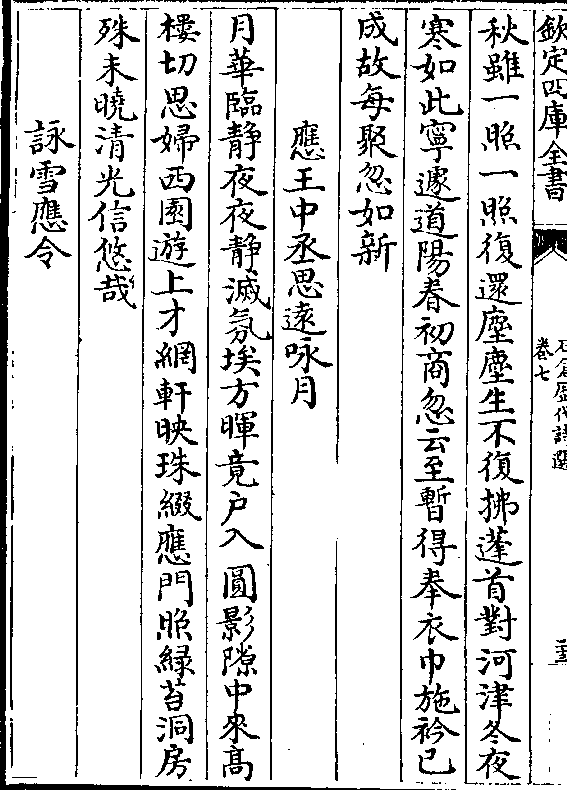 欽定四庫全書
石倉歴代詩選
卷七
秋雖一照一照復還塵塵生不復拂蓬首對河津冬夜
寒如此寧遽道陽春初商忽云至暫得奉衣巾施衿已
成故每聚忽如新
應王中丞思遠咏月
月華臨静夜夜静滅氛埃方暉竟户入圓影隙中來髙
樓切思婦西園遊上才網軒映珠綴應門照緑苔洞房
殊未曉清光信悠哉
詠雪應令